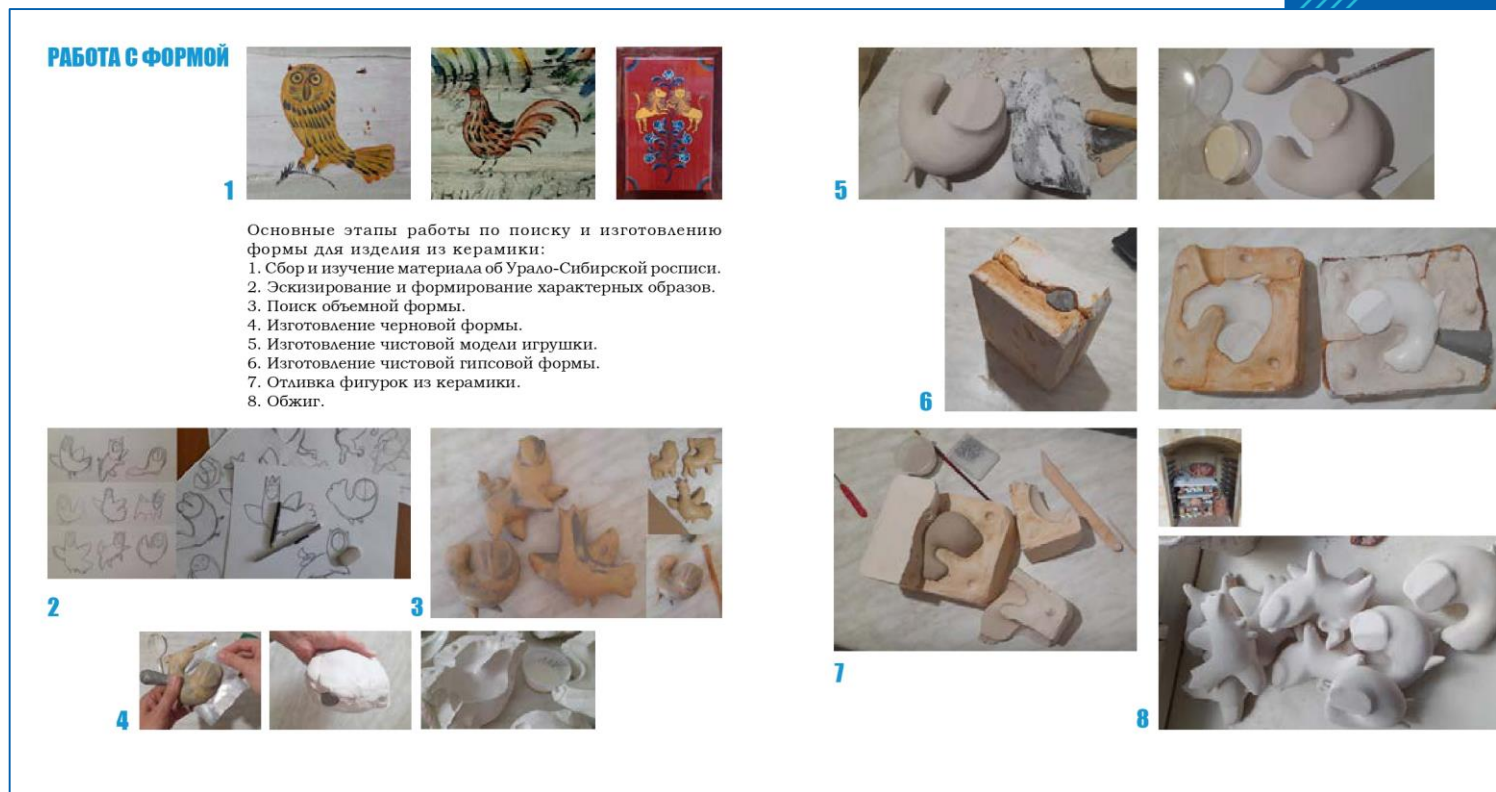 РАБОТА С ФОРМОЙ
1
Основные этапы работы по поиску и изготовлению
формы для изделия из керамики:
1. Сбор и изучение материала об Урало-Сибирской росписи.
2. Эскизирование и формирование характерных образов.
3. Поиск объемной формы.
4. Изготовление черновой формы.
5. Изготовление чистовой модели игрушки.
6. Изготовление чистовой гипсовой формы.
7. Отливка фигурок из керамики.
8. Обжиг.
2
3
4
5
6
7
8